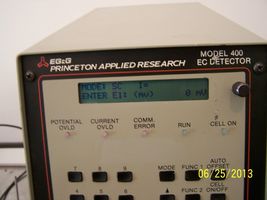 EG&G
PRINCETON APPLIED RESEARCH
MODEL 400
EC DETECTOR
MODE: SC I=
ENTER E1: (mV) 0 mV
POTENTIAL OVLD
CURRENT OVLD
COMM. ERROR
RUN
CELL ON
7 8 9 MODE FUNC 1 AUTO OFFSET
4 5 6 FUNC 2 CELL ON/OFF
06/25/2013